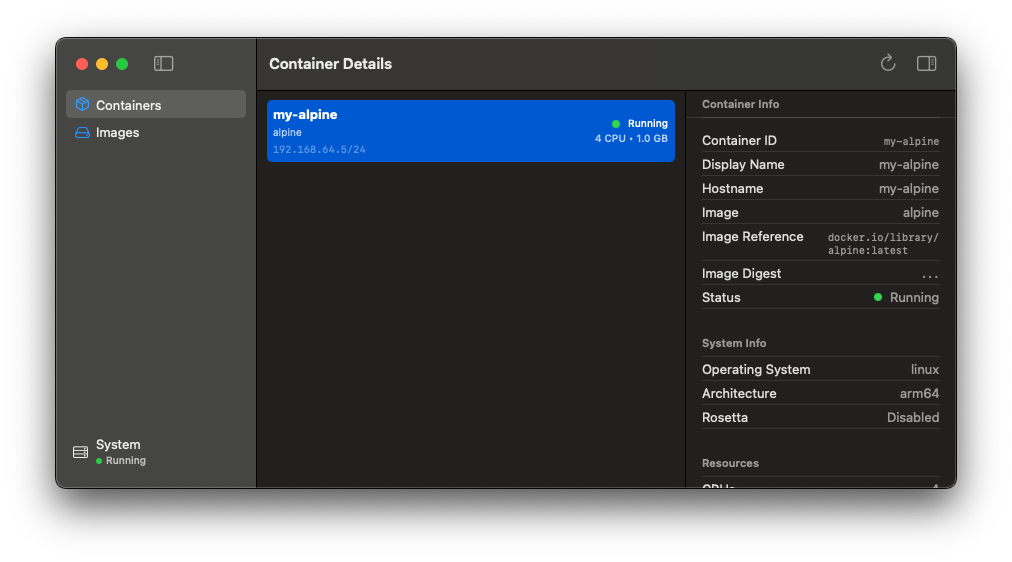 Container Details
Containers
Images
System
Running
my-alpine
alpine
192.168.64.5/24
Running
4 CPU • 1.0 GB
Container Info
Container ID my-alpine
Display Name my-alpine
Hostname my-alpine
Image alpine
Image Reference docker.io/library/
alpine:latest
Image Digest ...
Status Running
System Info
Operating System linux
Architecture arm64
Rosetta Disabled
Resources
CPUs 4